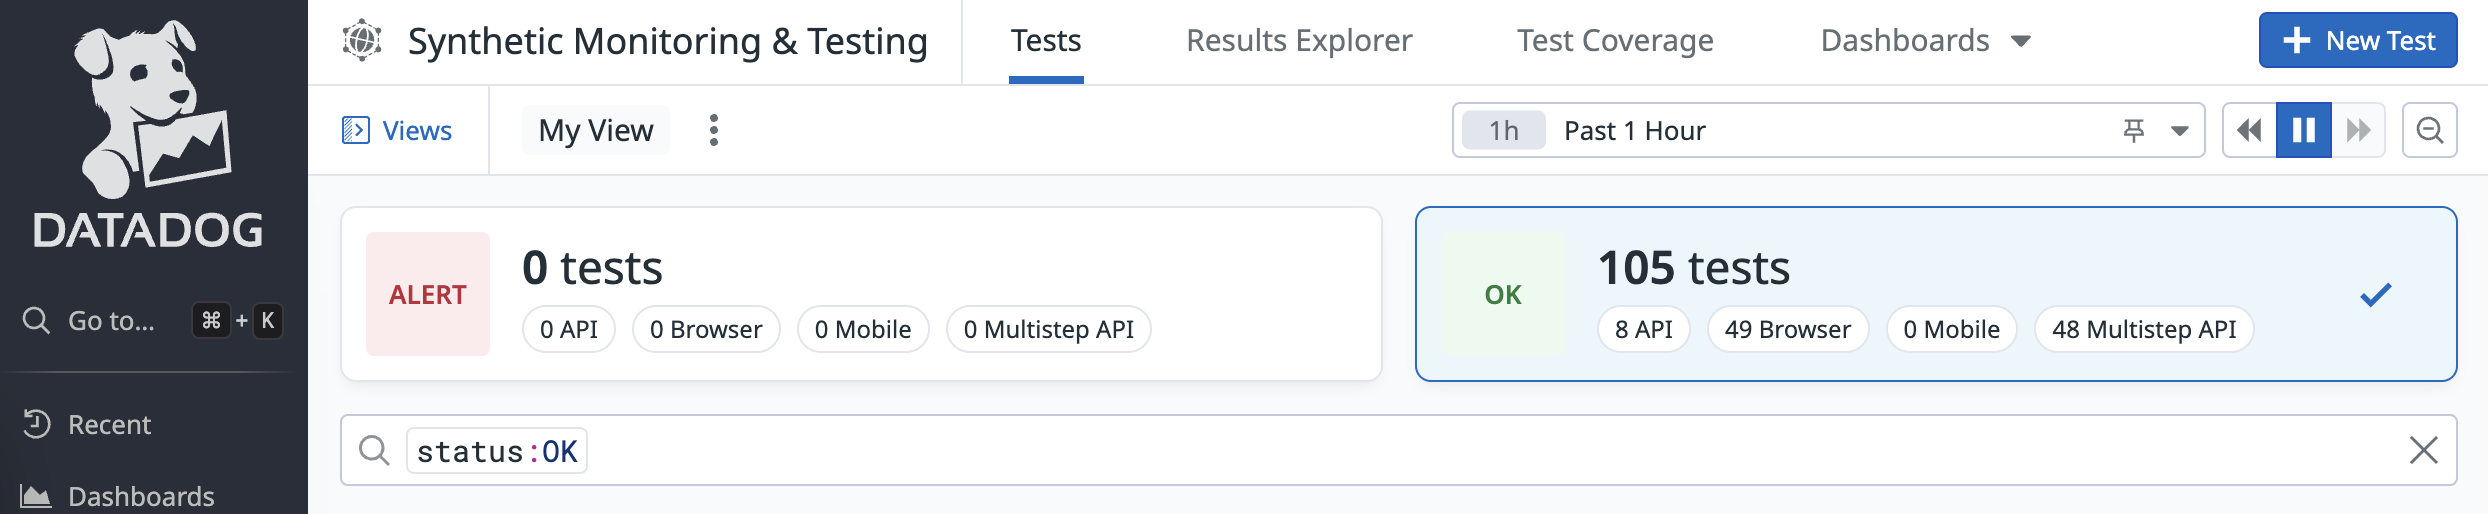 DATADOG
Go to...
⌘ + K
Recent
Dashboards
Synthetic Monitoring & Testing
Tests
Results Explorer
Test Coverage
Dashboards
New Test
Views
My View
1h Past 1 Hour
ALERT
0 tests
0 API 0 Browser 0 Mobile 0 Multistep API
OK
105 tests
8 API 49 Browser 0 Mobile 48 Multistep API
status:OK